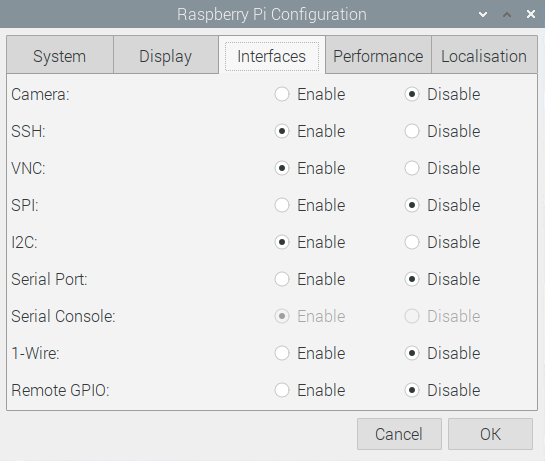 Raspberry Pi Configuration
System Display Interfaces Performance Localisation
Camera: Enable Disable
SSH: Enable Disable
VNC: Enable Disable
SPI: Enable Disable
I2C: Enable Disable
Serial Port: Enable Disable
Serial Console: Enable Disable
1-Wire: Enable Disable
Remote GPIO: Enable Disable
Cancel OK